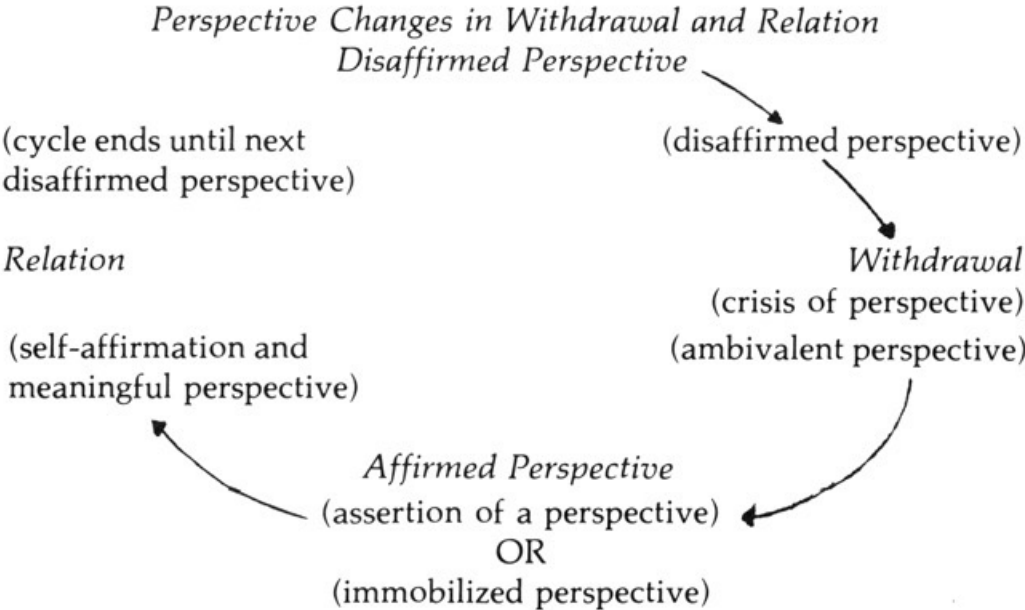 Perspective Changes in Withdrawal and Relation
Disaffirmed Perspective
(cycle ends until next
disaffirmed perspective)
(disaffirmed perspective)
Relation
Withdrawal
(crisis of perspective)
(self-affirmation and
meaningful perspective)
(ambivalent perspective)
Affirmed Perspective
(assertion of a perspective)
OR
(immobilized perspective)